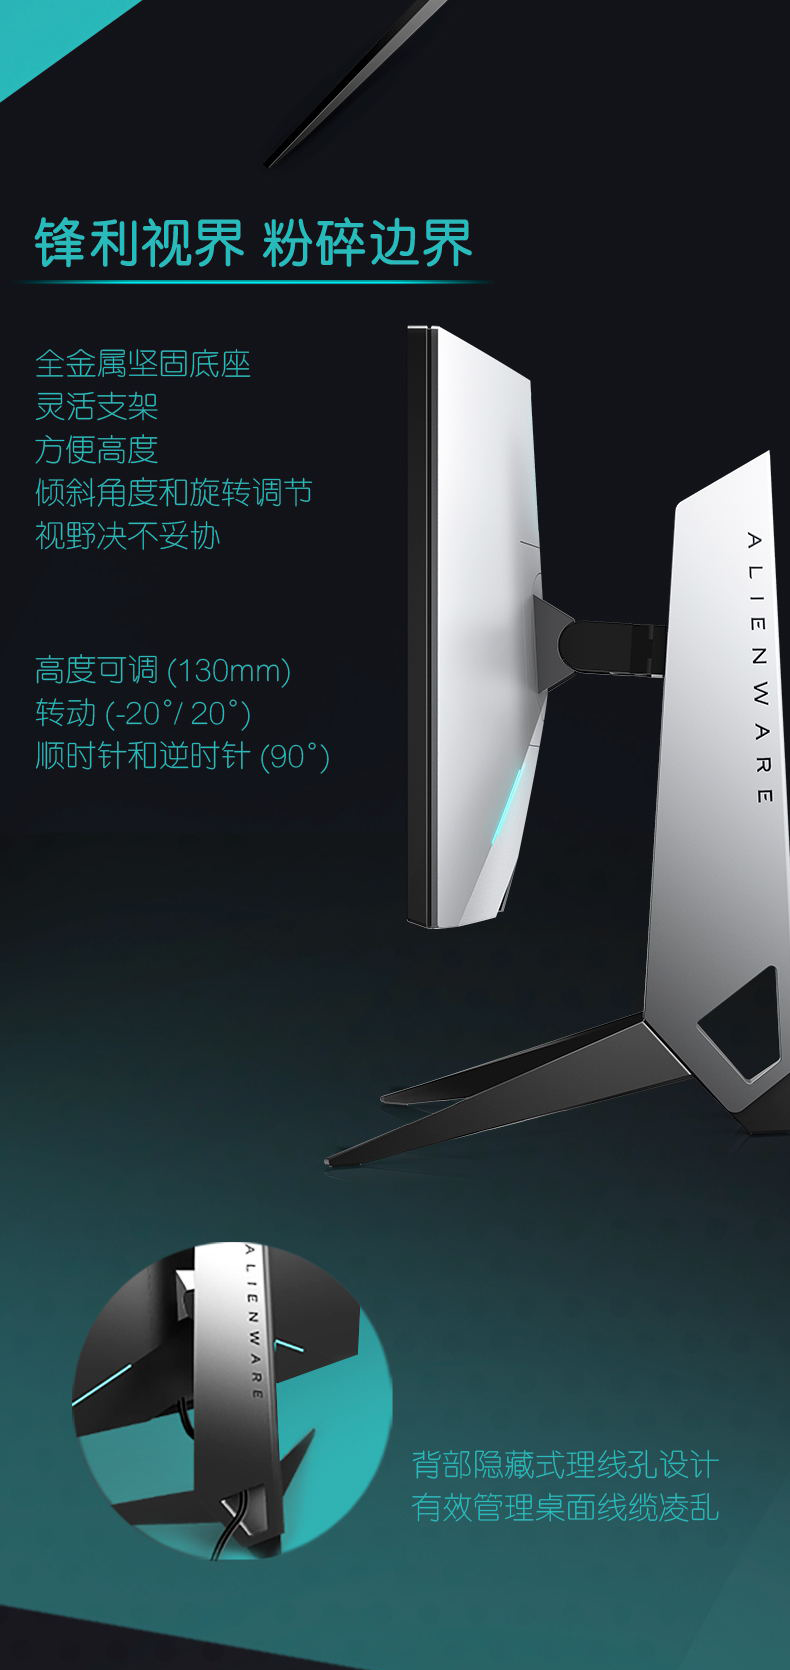 锋利视界 粉碎边界
全金属坚固底座
灵活支架
方便高度
倾斜角度和旋转调节
视野决不妥协
高度可调 (130mm)
转动 (-20°/ 20°)
顺时针和逆时针 (90°)
ALIENWARE
ALIENWARE
背部隐藏式理线孔设计
有效管理桌面线缆凌乱